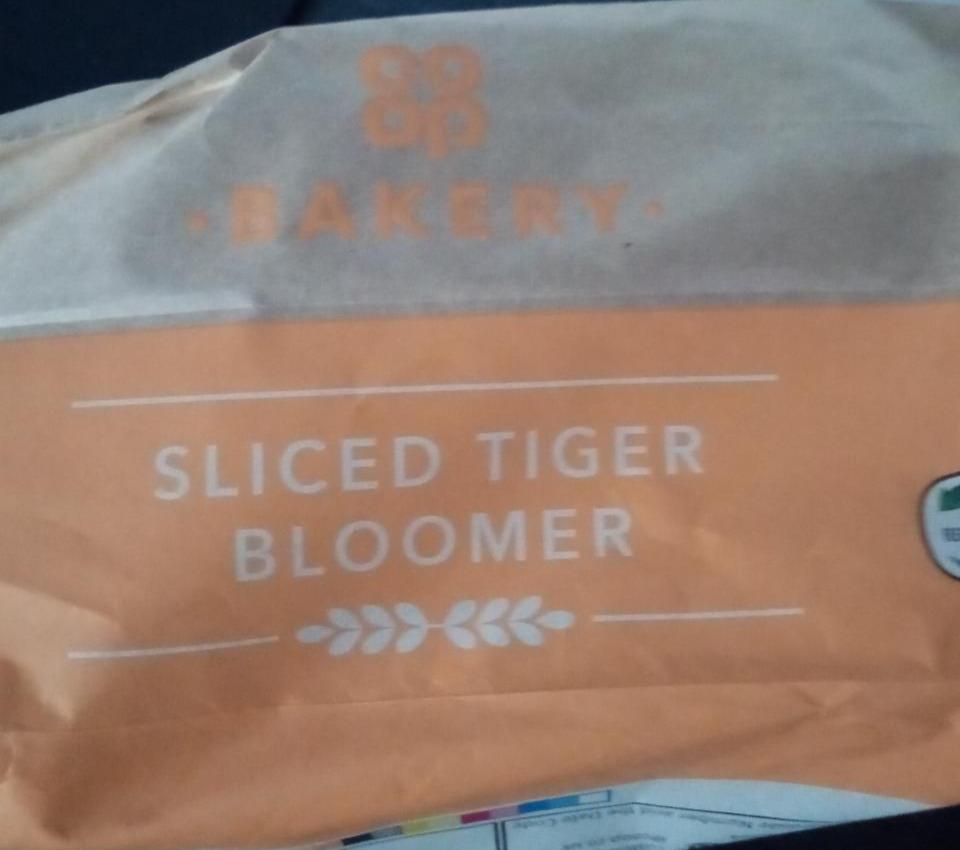 co
op
·BAKERY·
SLICED TIGER
BLOOMER